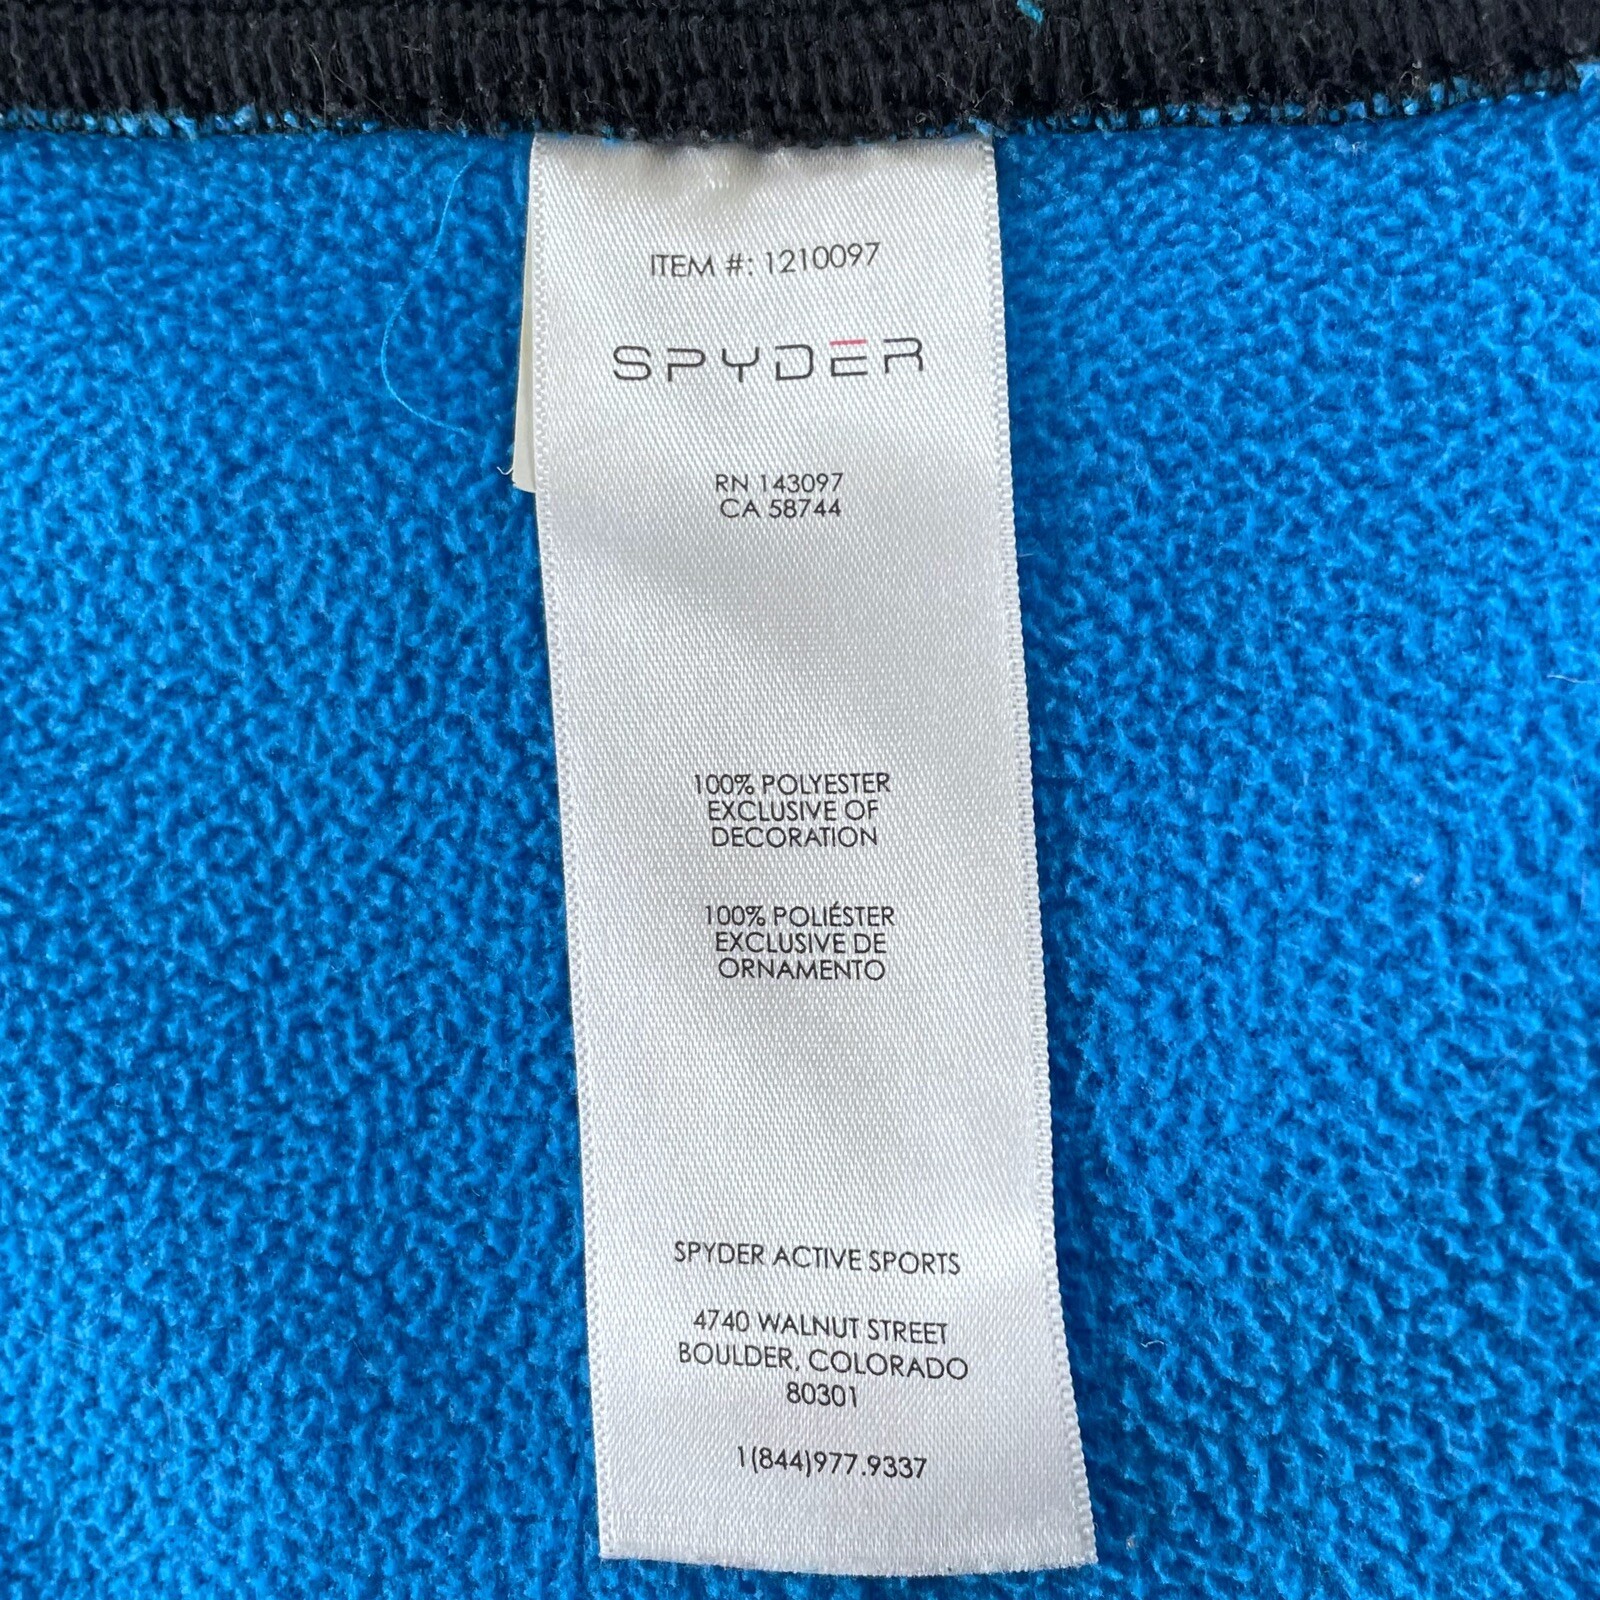 ITEM #: 1210097
SPYDER
RN 143097
CA 58744
100% POLYESTER
EXCLUSIVE OF
DECORATION
100% POLIÉSTER
EXCLUSIVE DE
ORNAMENTO
SPYDER ACTIVE SPORTS
4740 WALNUT STREET
BOULDER, COLORADO
80301
1(844)977.9337